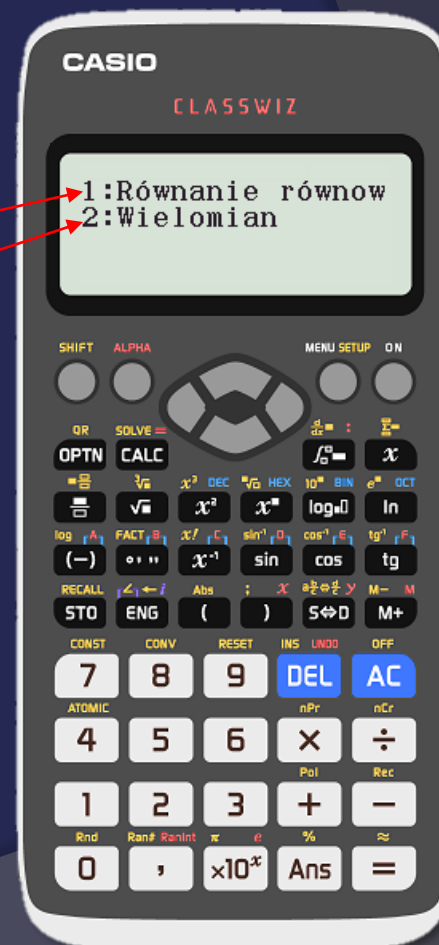 CASIO
CLASSWIZ
1:Równanie równow
2:Wielomian
SHIFT ALPHA MENU SETUP ON
QR SOLVE = :
OPTN CALC x
x³ DEC HEX 10■ BIN e■ OCT
x² x■ log ln
log A FACT B x! C sin⁻¹ D cos⁻¹ E tg⁻¹ F
(−) x⁻¹ sin cos tg
RECALL ∠ ← i Abs ; x y M− M
STO ENG ( ) S⇔D M+
CONST CONV RESET INS UNDO OFF
7 8 9 DEL AC
ATOMIC nPr nCr
4 5 6 × ÷
Pol Rec
1 2 3 + −
Rnd Ran# RanInt π e % ≈
0 , ×10ˣ Ans =